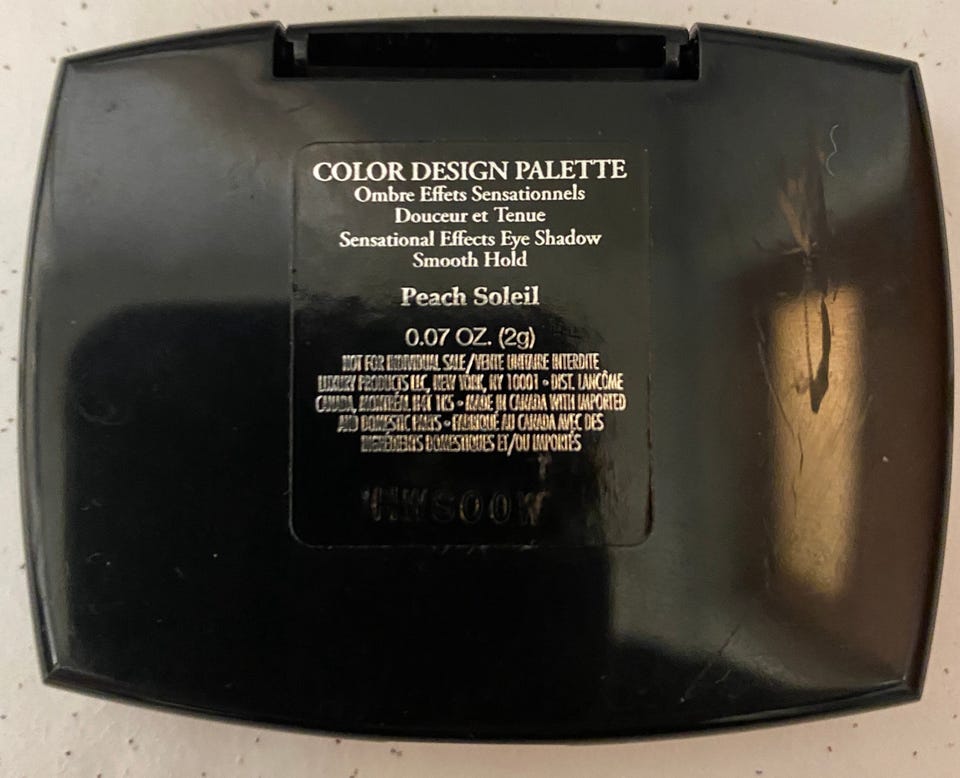 COLOR DESIGN PALETTE
Ombre Effets Sensationnels
Douceur et Tenue
Sensational Effects Eye Shadow
Smooth Hold
Peach Soleil
0.07 OZ. (2g)
NOT FOR INDIVIDUAL SALE/VENTE UNITAIRE INTERDITE
LUXURY PRODUCTS LLC, NEW YORK, NY 10001 • DIST. LANCÔME
CANADA, MONTRÉAL 1K5 • MADE IN CANADA WITH IMPORTED
AND DOMESTIC PARTS • FABRIQUÉ AU CANADA AVEC DES
INGRÉDIENTS DOMESTIQUES ET/OU IMPORTÉS